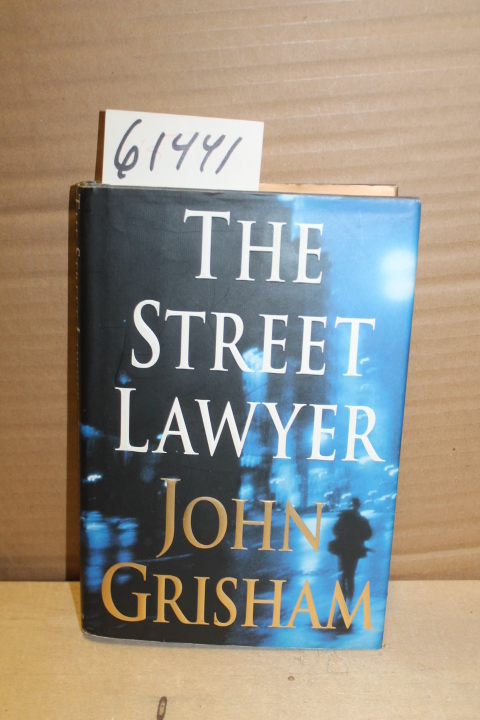 61441
THE
STREET
LAWYER
JOHN
GRISHAM